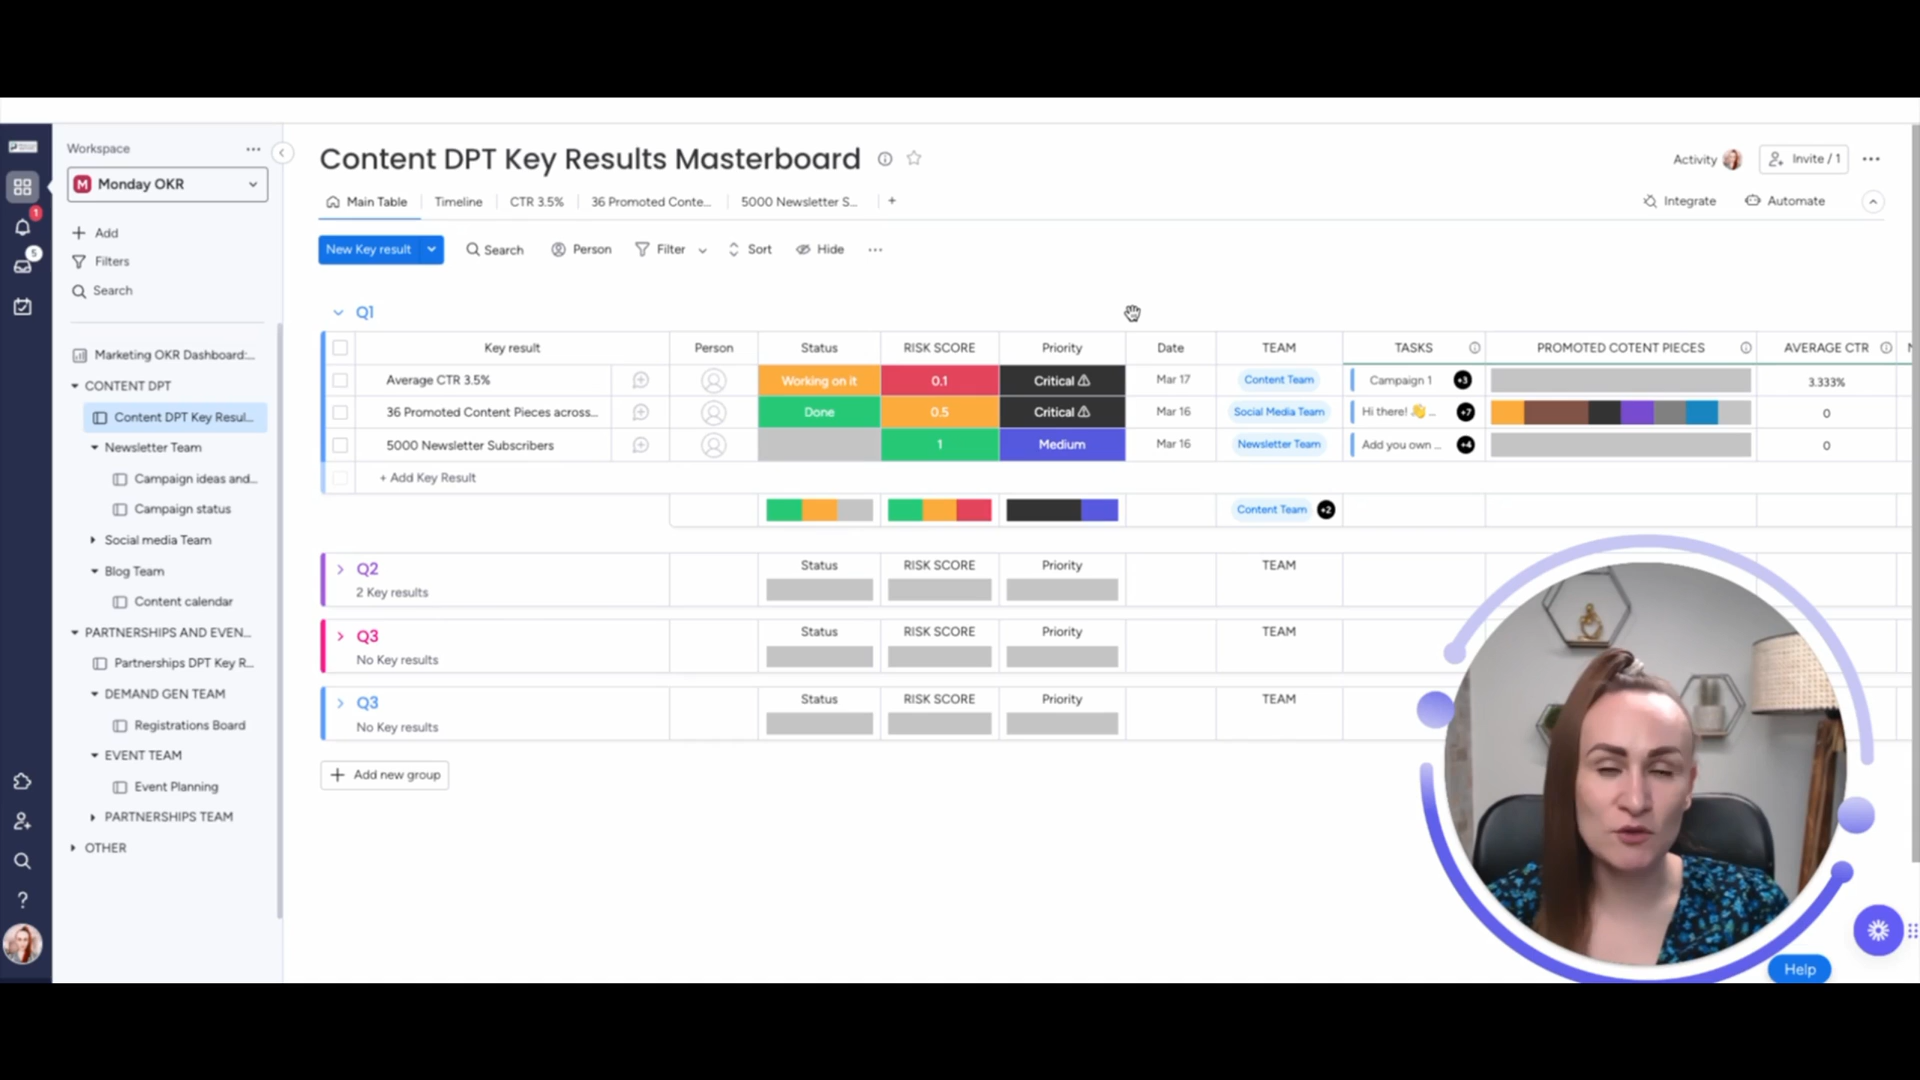 Workspace
M Monday OKR
Add
Filters
Search
Marketing OKR Dashboard:...
CONTENT DPT
Content DPT Key Resul...
Newsletter Team
Campaign ideas and...
Campaign status
Social media Team
Blog Team
Content calendar
PARTNERSHIPS AND EVEN...
Partnerships DPT Key R...
DEMAND GEN TEAM
Registrations Board
EVENT TEAM
Event Planning
PARTNERSHIPS TEAM
OTHER
1
5
?
Content DPT Key Results Masterboard
Activity
Invite / 1
Main Table Timeline CTR 3.5% 36 Promoted Conte... 5000 Newsletter S... +
Integrate Automate
New Key result Search Person Filter Sort Hide
Q1
Key result Person Status RISK SCORE Priority Date TEAM TASKS PROMOTED COTENT PIECES AVERAGE CTR
Average CTR 3.5% Working on it 0.1 Critical Mar 17 Content Team Campaign 1 +3 3.333%
36 Promoted Content Pieces across... Done 0.5 Critical Mar 16 Social Media Team Hi there! 👋 ... +7 0
5000 Newsletter Subscribers 1 Medium Mar 16 Newsletter Team Add you own ... +4 0
+ Add Key Result
Content Team +2
Q2 Status RISK SCORE Priority TEAM
2 Key results
Q3 Status RISK SCORE Priority TEAM
No Key results
Q3 Status RISK SCORE Priority TEAM
No Key results
+ Add new group
Help